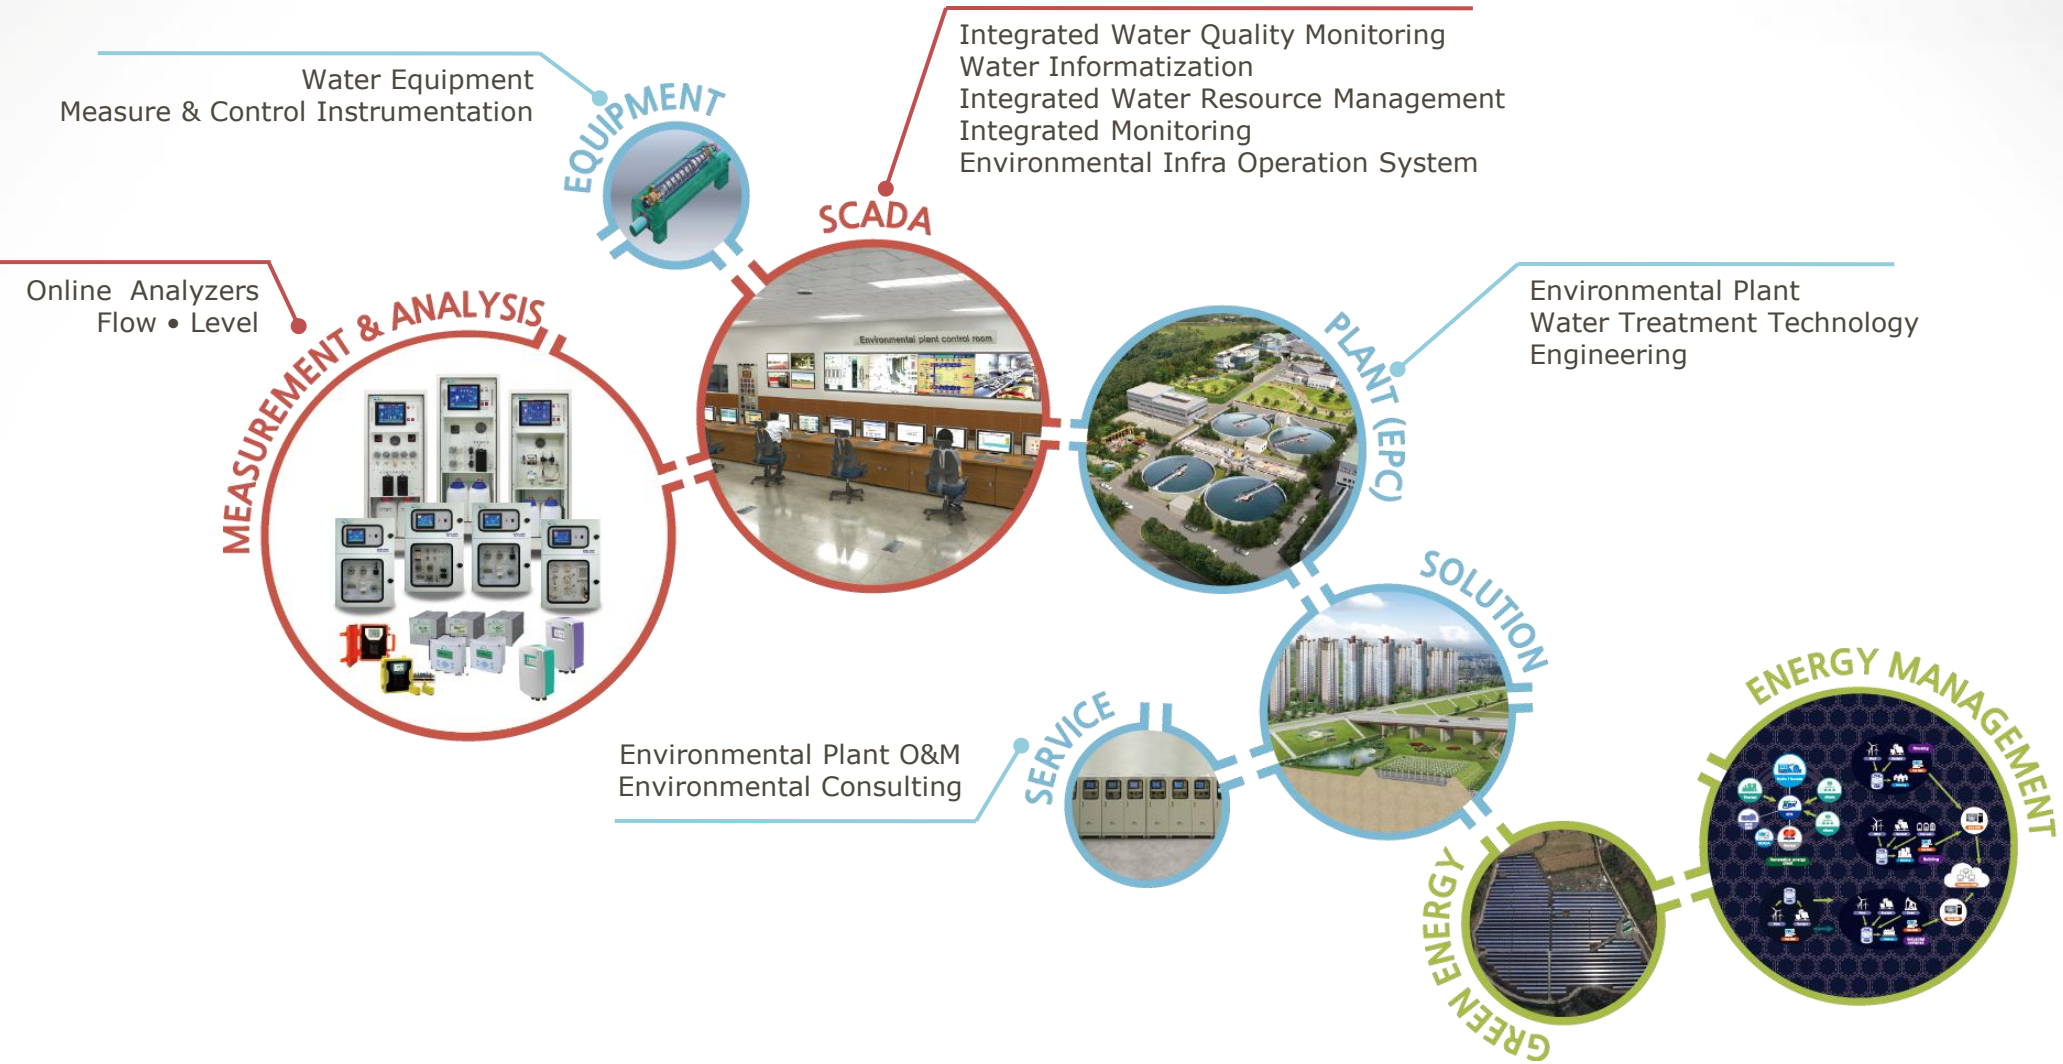 Integrated Water Quality Monitoring
Water Informatization
Integrated Water Resource Management
Integrated Monitoring
Environmental Infra Operation System
Water Equipment
Measure & Control Instrumentation
EQUIPMENT
SCADA
Environmental plant control room
Online Analyzers
Flow • Level
MEASUREMENT & ANALYSIS
Environmental Plant
Water Treatment Technology
Engineering
PLANT (EPC)
SOLUTION
SERVICE
Environmental Plant O&M
Environmental Consulting
GREEN ENERGY
ENERGY MANAGEMENT